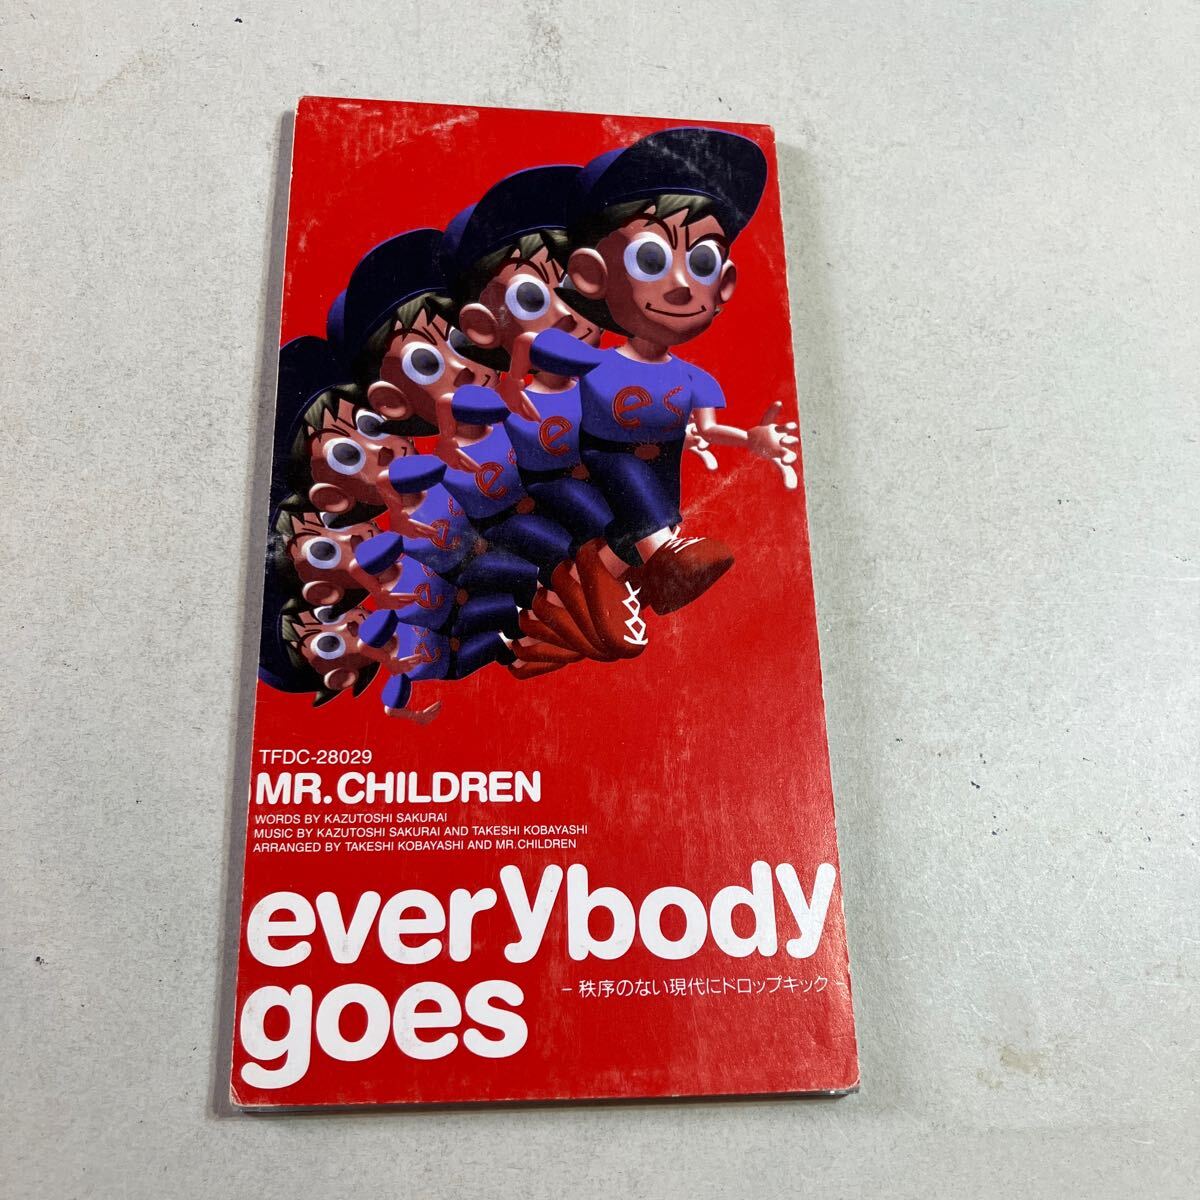 es
e
e
TFDC-28029
MR.CHILDREN
WORDS BY KAZUTOSHI SAKURAI
MUSIC BY KAZUTOSHI SAKURAI AND TAKESHI KOBAYASHI
ARRANGED BY TAKESHI KOBAYASHI AND MR.CHILDREN
everybody
goes
- 秩序のない現代にドロップキック -